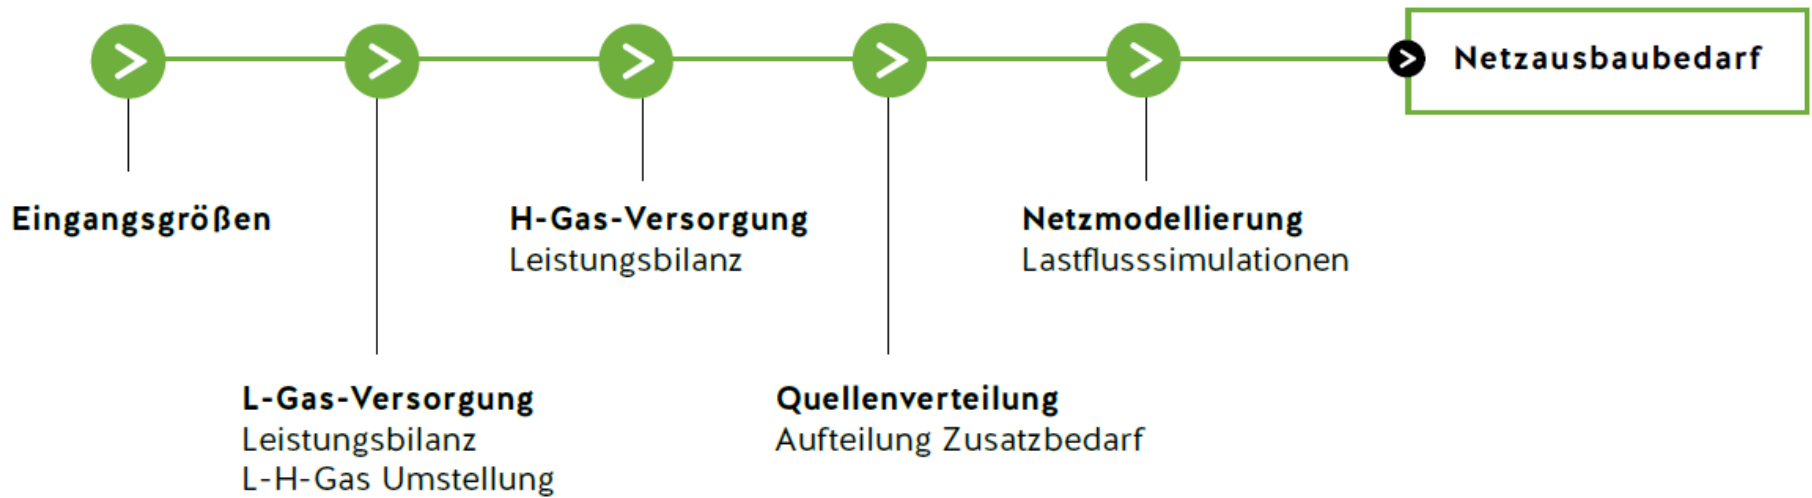 Netzausbaubedarf
Eingangsgrößen
L-Gas-Versorgung
Leistungsbilanz
L-H-Gas Umstellung
H-Gas-Versorgung
Leistungsbilanz
Quellenverteilung
Aufteilung Zusatzbedarf
Netzmodellierung
Lastflusssimulationen